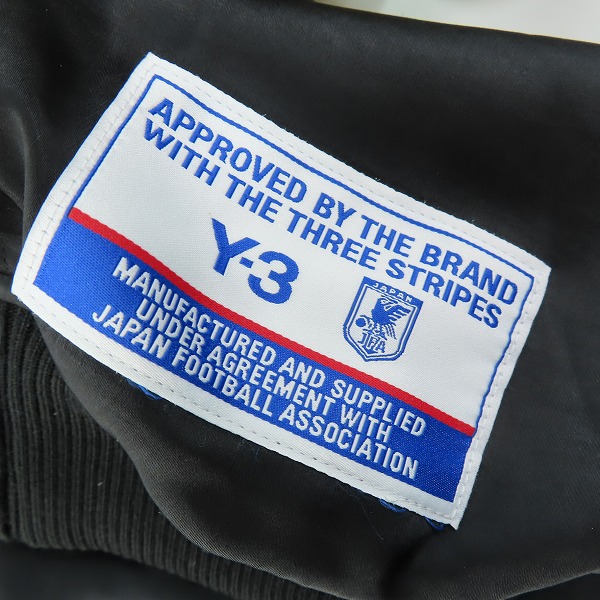 APPROVED BY THE BRAND
WITH THE THREE STRIPES
Y-3
JAPAN
JFA
MANUFACTURED AND SUPPLIED
UNDER AGREEMENT WITH
JAPAN FOOTBALL ASSOCIATION